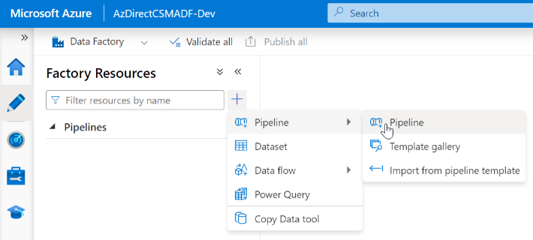 Microsoft Azure AzDirectCSMADF-Dev Search
Data Factory Validate all Publish all
Factory Resources
Filter resources by name
Pipelines
Pipeline
Dataset
Data flow
Power Query
Copy Data tool
Pipeline
Template gallery
Import from pipeline template